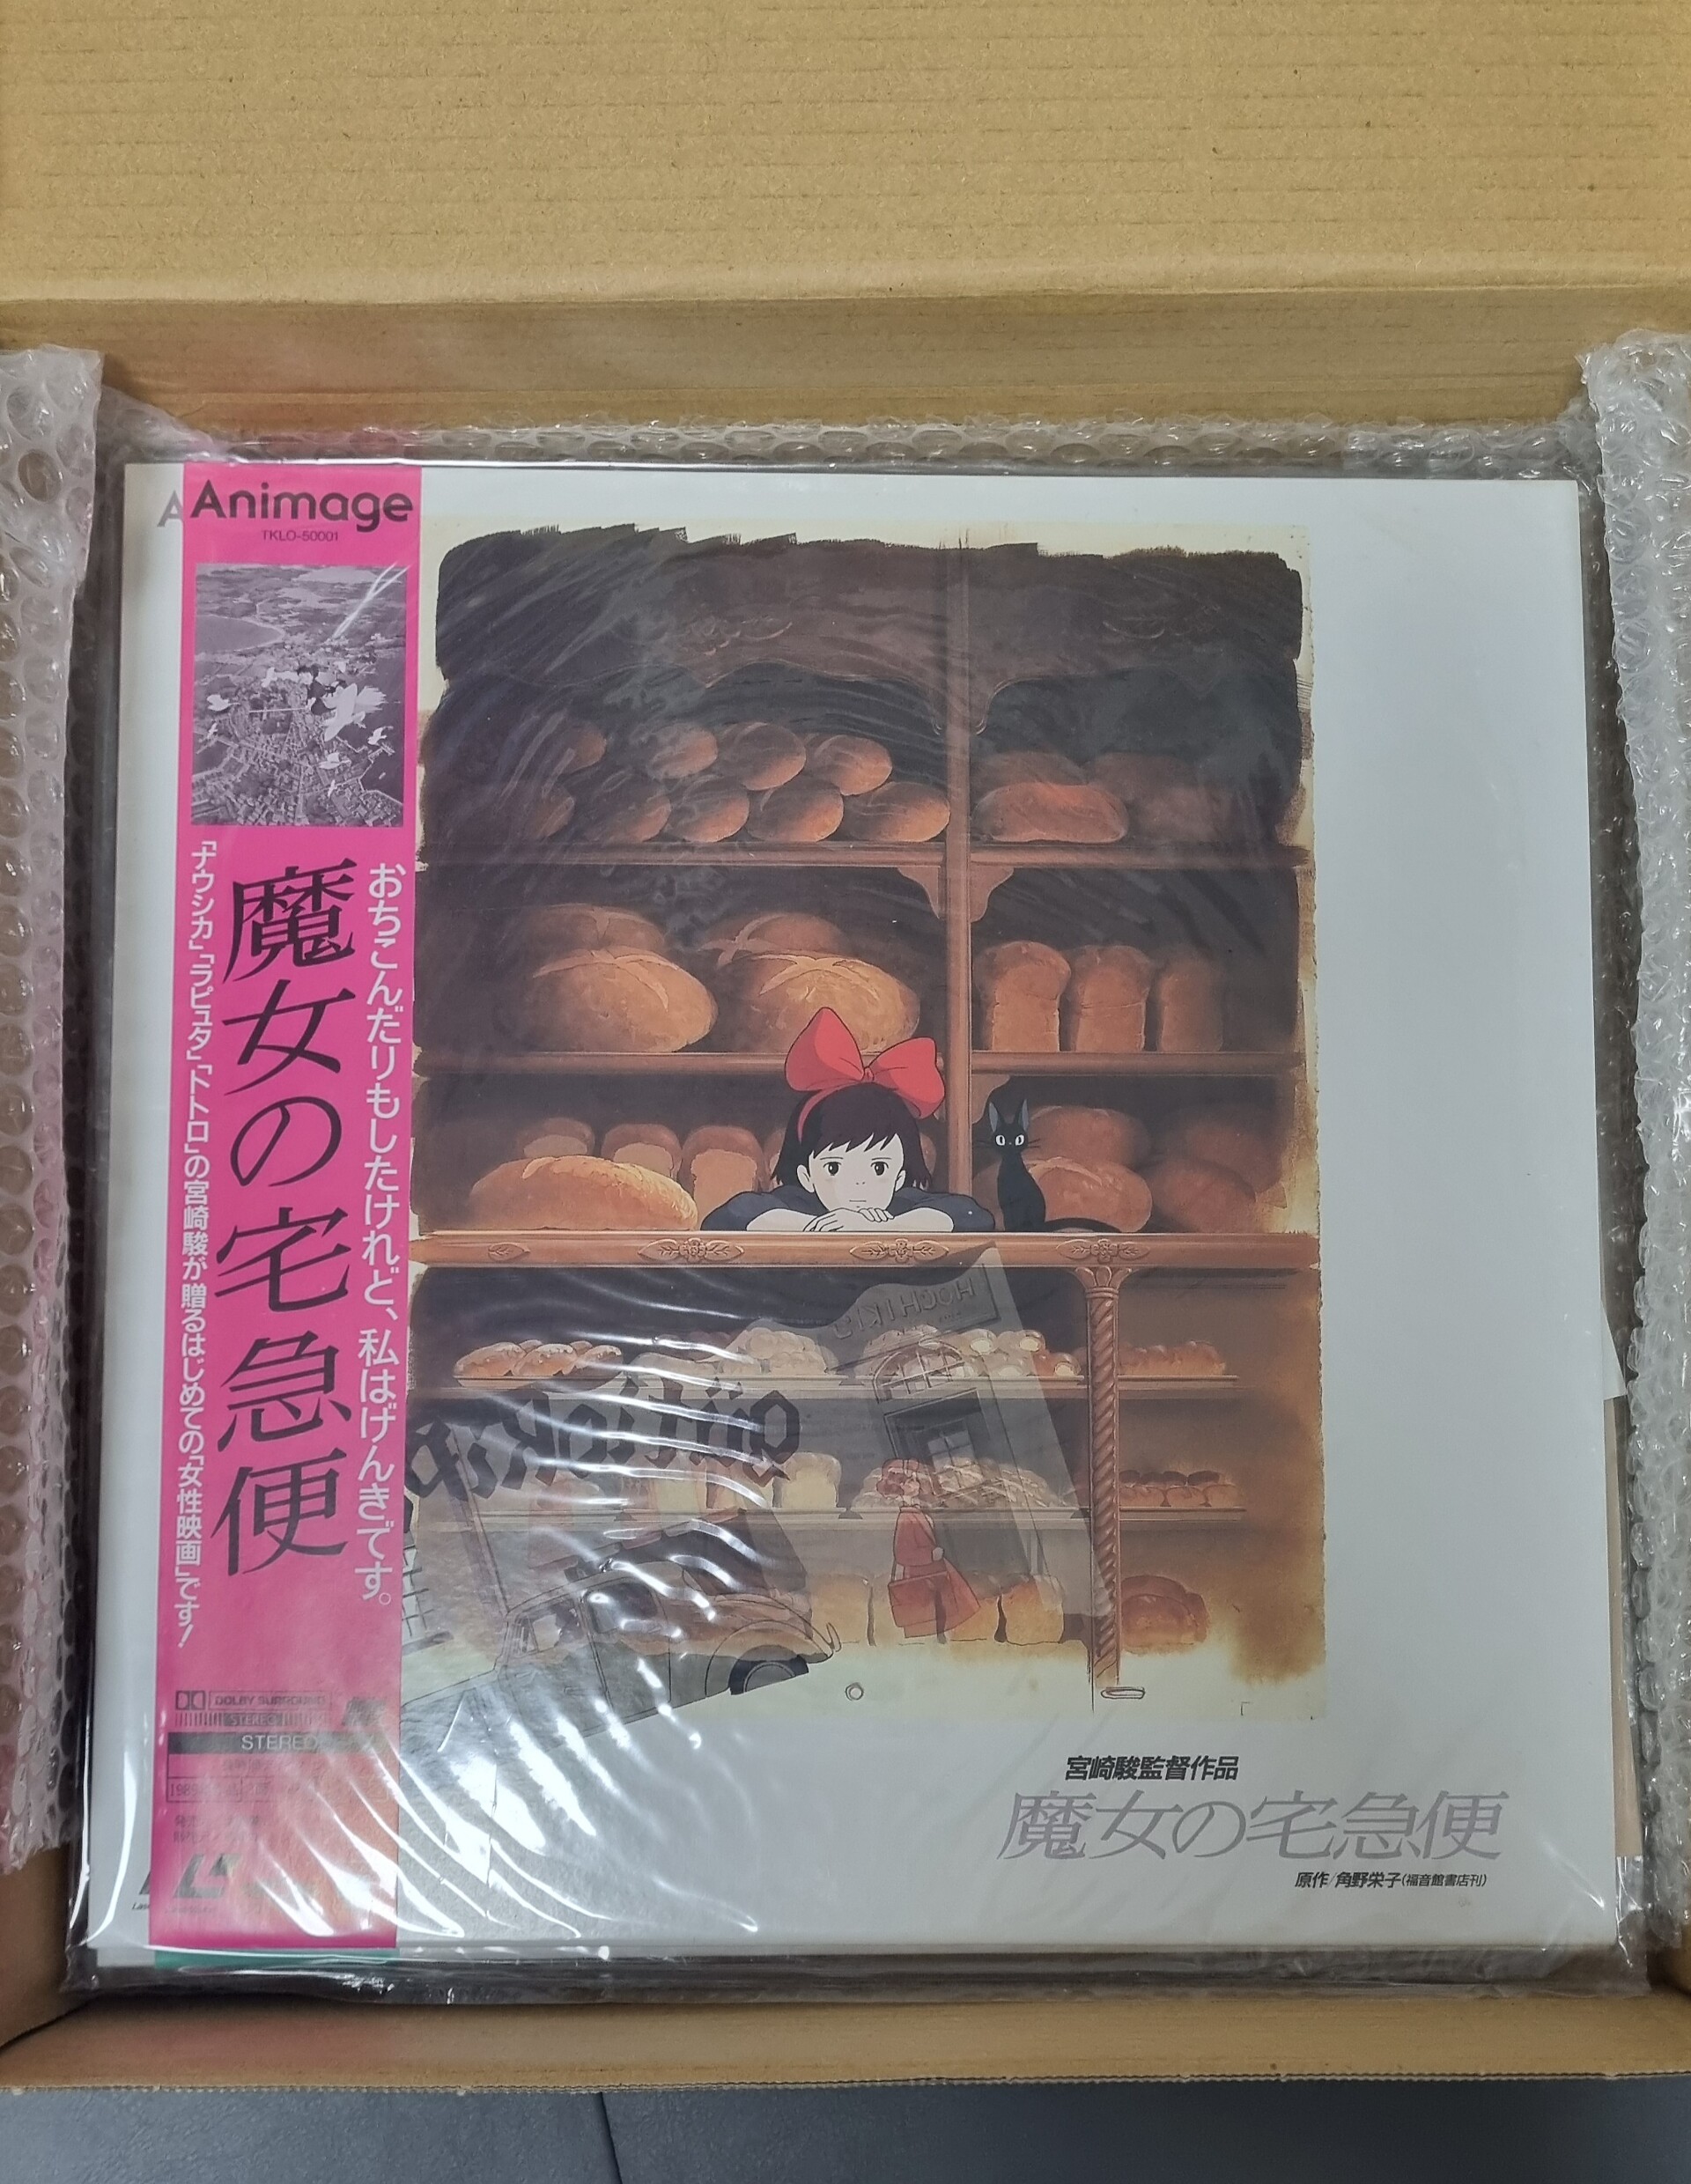 Animage
TKLO-50001
おちこんだりもしたけれど、私はげんきです。
魔女の宅急便
「ナウシカ」「ラピュタ」「トトロ」の宮崎駿が贈るはじめての「女性映画」です!
DOLBY SURROUND
STEREO
STEREO
GütiokipänjA
宮崎駿監督作品
魔女の宅急便
原作/角野栄子(福音館書店刊)